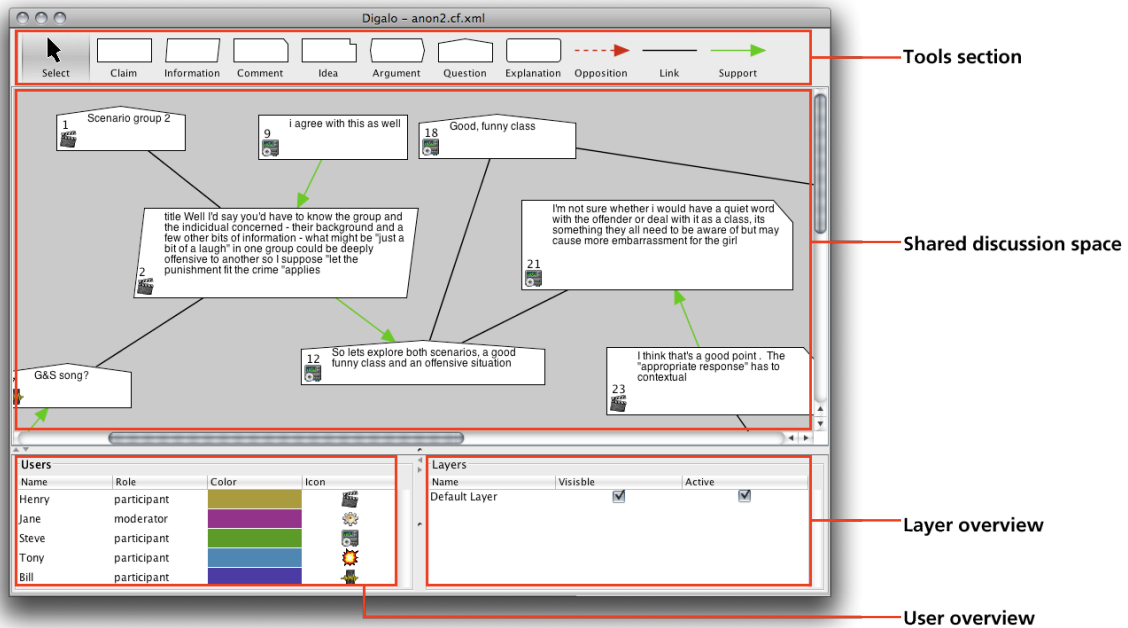 Digalo - anon2.cf.xml
Select Claim Information Comment Idea Argument Question Explanation Opposition Link Support
Tools section
1 Scenario group 2
9 i agree with this as well
18 Good, funny class
title Well I'd say you'd have to know the group and
the indicidual concerned - their background and a
few other bits of information - what might be "just a
bit of a laugh" in one group could be deeply
offensive to another so I suppose "let the
punishment fit the crime "applies
2
I'm not sure whether i would have a quiet word
with the offender or deal with it as a class, its
something they all need to be aware of but may
cause more embarrassment for the girl
21
Shared discussion space
12 So lets explore both scenarios, a good
funny class and an offensive situation
G&S song?
I think that's a good point . The
"appropriate response" has to
contextual
23
Users
Name Role Color Icon
Henry participant
Jane moderator
Steve participant
Tony participant
Bill participant
Layers
Name Visisble Active
Default Layer
Layer overview
User overview